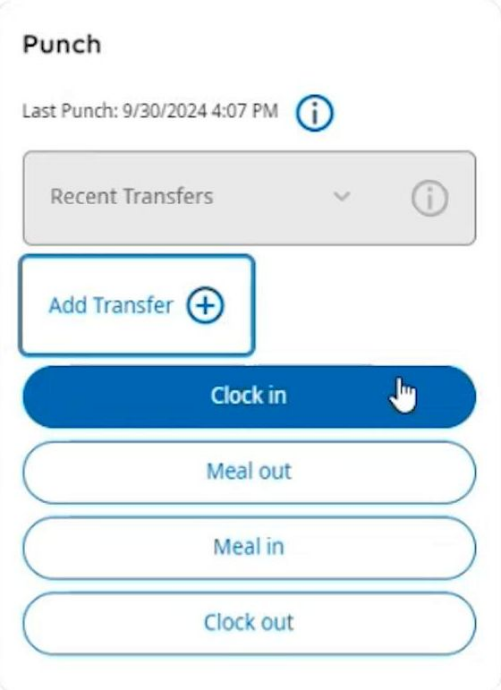 Punch
Last Punch: 9/30/2024 4:07 PM
Recent Transfers
Add Transfer
Clock in
Meal out
Meal in
Clock out